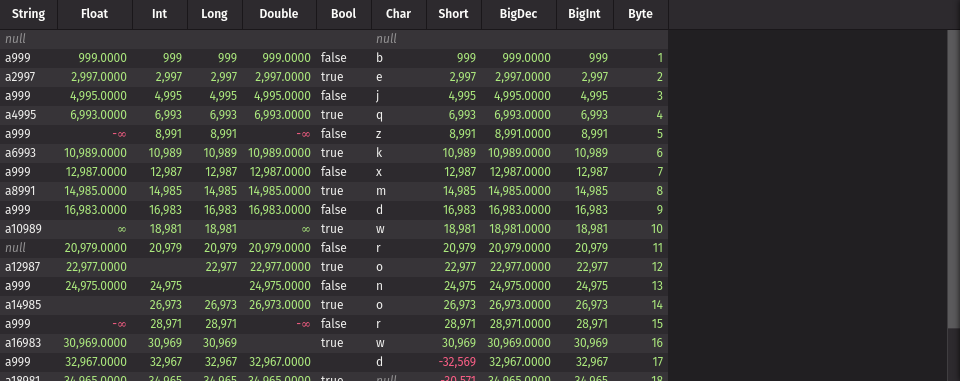 String Float Int Long Double Bool Char Short BigDec BigInt Byte
null null
a999 999.0000 999 999 999.0000 false b 999 999.0000 999 1
a2997 2,997.0000 2,997 2,997 2,997.0000 true e 2,997 2,997.0000 2,997 2
a999 4,995.0000 4,995 4,995 4,995.0000 false j 4,995 4,995.0000 4,995 3
a4995 6,993.0000 6,993 6,993 6,993.0000 true q 6,993 6,993.0000 6,993 4
a999 -∞ 8,991 8,991 -∞ false z 8,991 8,991.0000 8,991 5
a6993 10,989.0000 10,989 10,989 10,989.0000 true k 10,989 10,989.0000 10,989 6
a999 12,987.0000 12,987 12,987 12,987.0000 false x 12,987 12,987.0000 12,987 7
a8991 14,985.0000 14,985 14,985 14,985.0000 true m 14,985 14,985.0000 14,985 8
a999 16,983.0000 16,983 16,983 16,983.0000 false d 16,983 16,983.0000 16,983 9
a10989 ∞ 18,981 18,981 ∞ true w 18,981 18,981.0000 18,981 10
null 20,979.0000 20,979 20,979 20,979.0000 false r 20,979 20,979.0000 20,979 11
a12987 22,977.0000 22,977 22,977.0000 true o 22,977 22,977.0000 22,977 12
a999 24,975.0000 24,975 24,975.0000 false n 24,975 24,975.0000 24,975 13
a14985 26,973 26,973 26,973.0000 true o 26,973 26,973.0000 26,973 14
a999 -∞ 28,971 28,971 -∞ false r 28,971 28,971.0000 28,971 15
a16983 30,969.0000 30,969 30,969 true w 30,969 30,969.0000 30,969 16
a999 32,967.0000 32,967 32,967 32,967.0000 d -32,569 32,967.0000 32,967 17
a18981 34,965.0000 34,965 34,965 34,965.0000 true null -30,571 34,965.0000 34,965 18